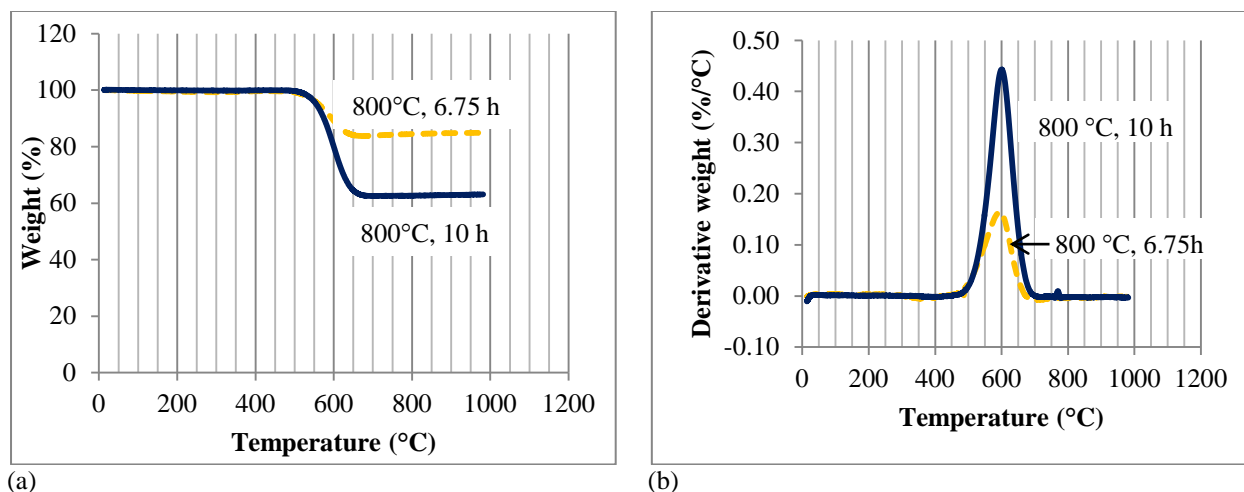 120
100
80
60
40
20
0
Weight (%)
800°C, 6.75 h
800°C, 10 h
0 200 400 600 800 1000 1200
Temperature (°C)
(a)
0.50
0.40
0.30
0.20
0.10
0.00
-0.10
Derivative weight (%/°C)
800 °C, 10 h
800 °C, 6.75h
0 200 400 600 800 1000 1200
Temperature (°C)
(b)